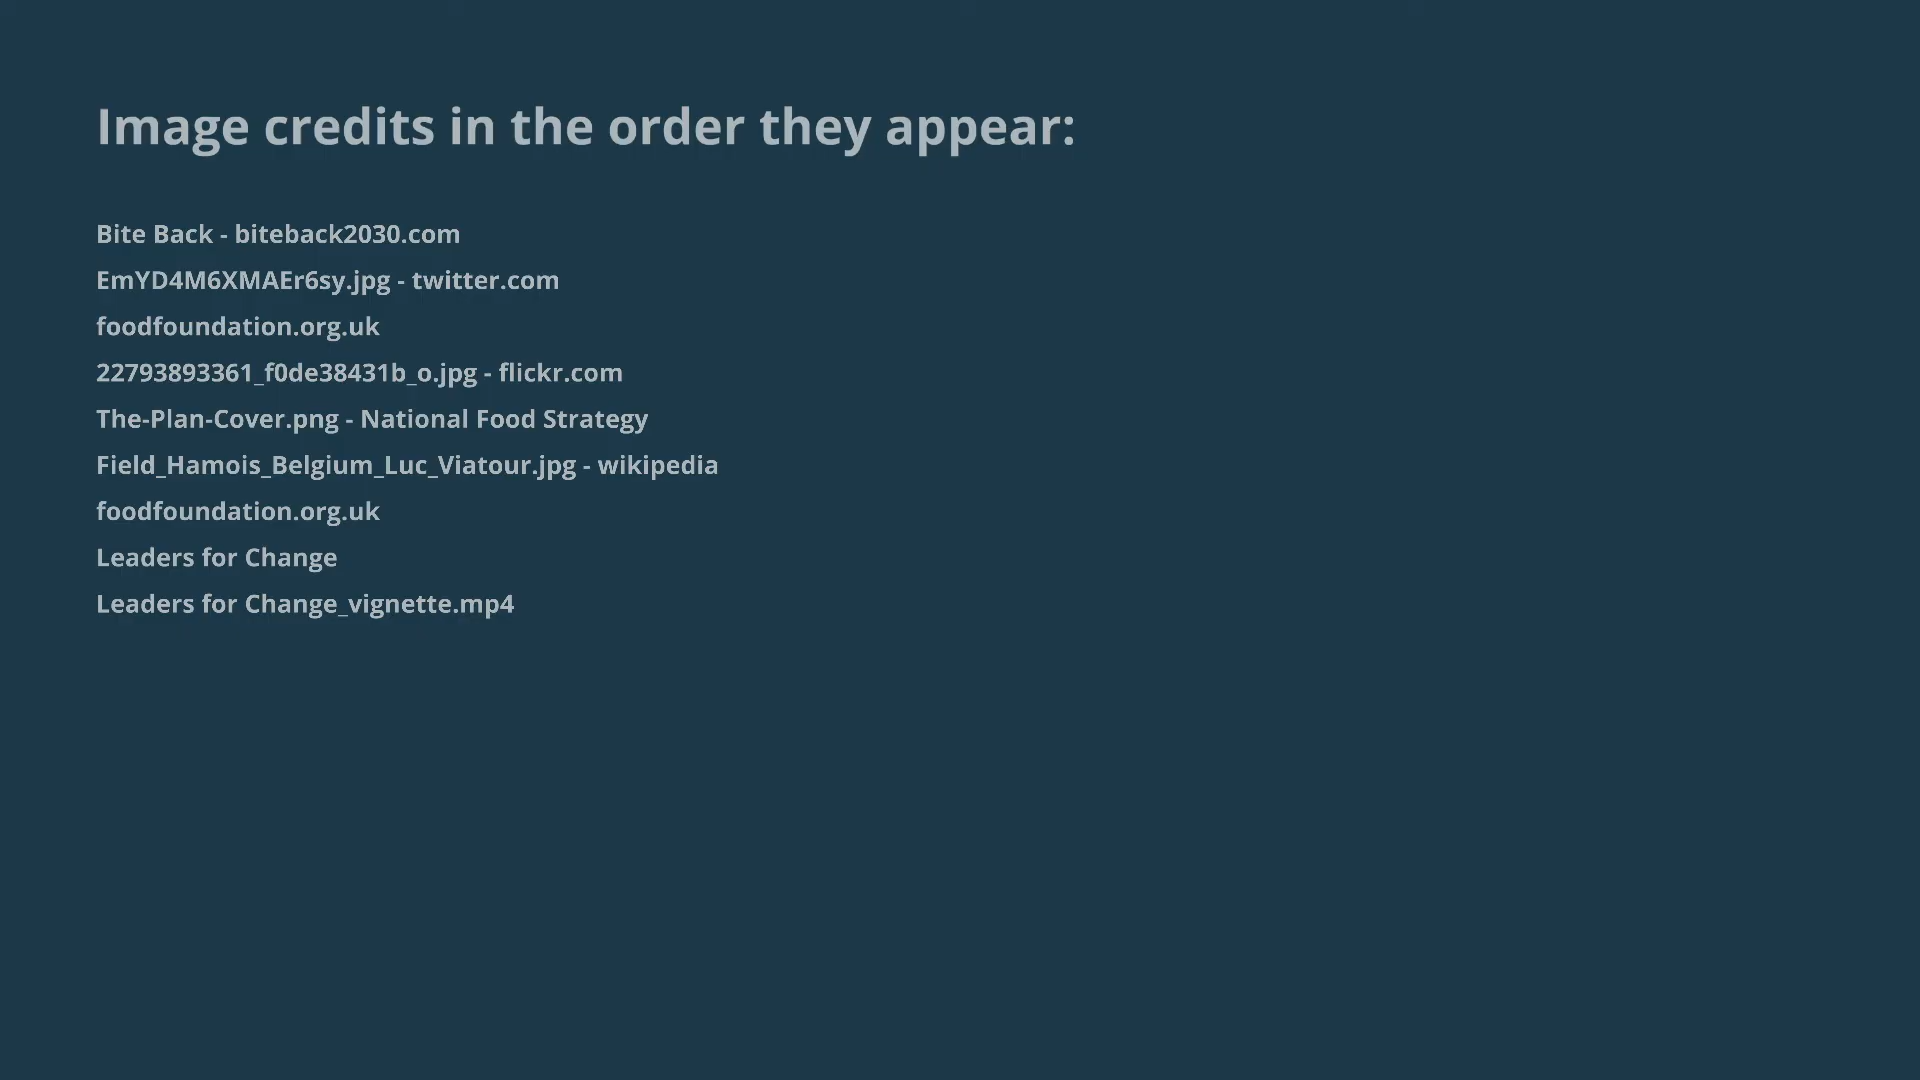 Image credits in the order they appear:
Bite Back - biteback2030.com
EmYD4M6XMAEr6sy.jpg - twitter.com
foodfoundation.org.uk
22793893361_f0de38431b_o.jpg - flickr.com
The-Plan-Cover.png - National Food Strategy
Field_Hamois_Belgium_Luc_Viatour.jpg - wikipedia
foodfoundation.org.uk
Leaders for Change
Leaders for Change_vignette.mp4